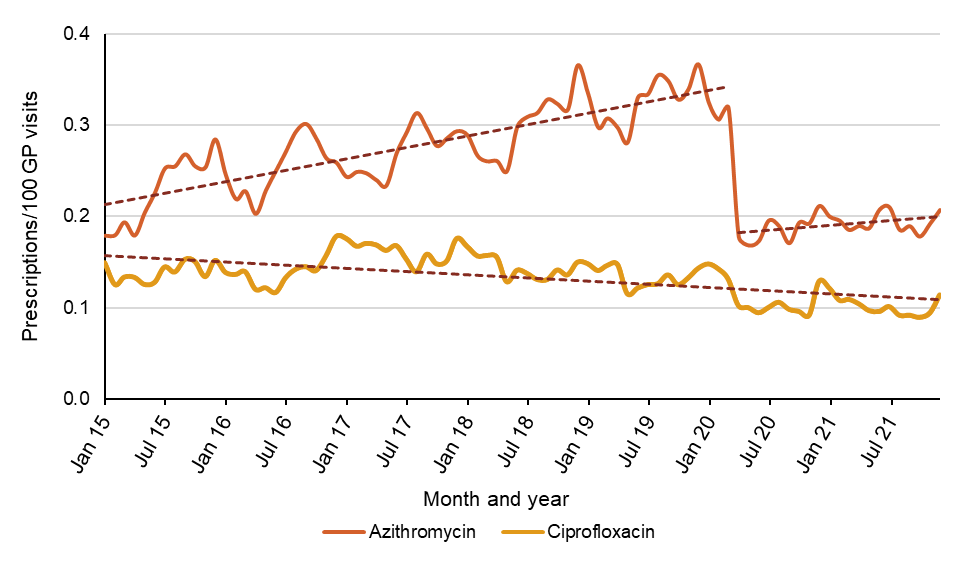 Prescriptions/100 GP visits
0.4
0.3
0.2
0.1
0.0
Jan 15
Jul 15
Jan 16
Jul 16
Jan 17
Jul 17
Jan 18
Jul 18
Jan 19
Jul 19
Jan 20
Jul 20
Jan 21
Jul 21
Month and year
Azithromycin
Ciprofloxacin